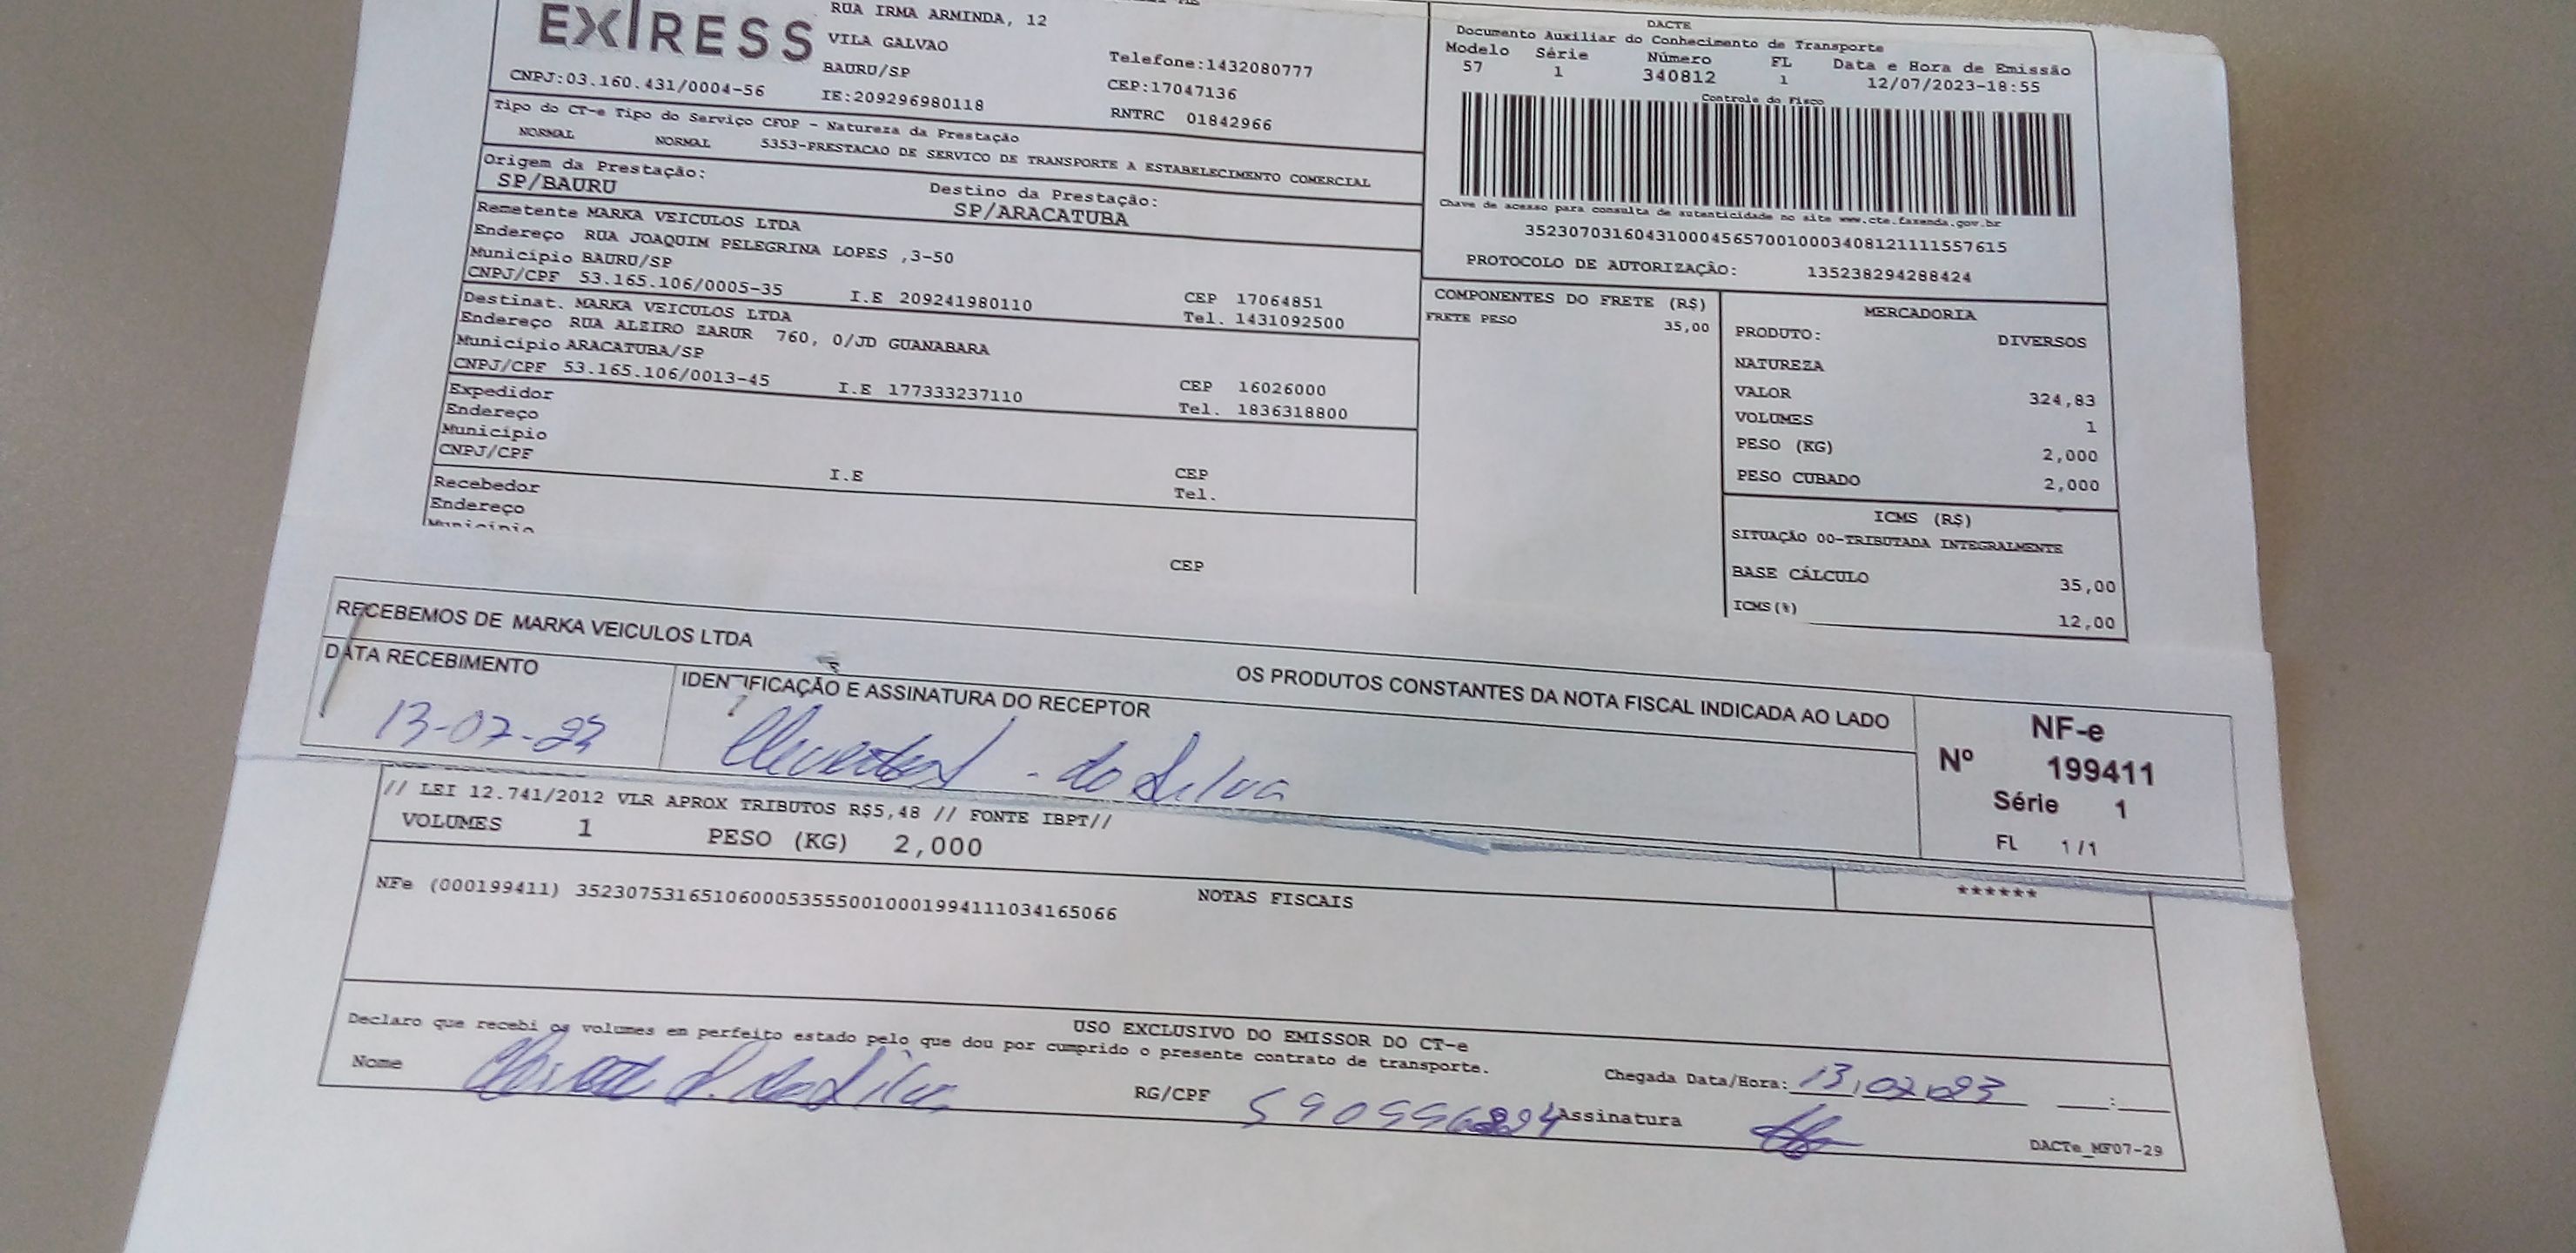 EXPRESS
RUA IRMA ARMINDA, 12
VILA GALVAO
BAURU/SP
Telefone:1432080777
CEP:17047136
CNPJ:03.160.431/0004-56
IE:209296980118
RNTRC 01842966
Tipo do CT-e Tipo do Serviço CFOP - Natureza da Prestação
NORMAL NORMAL 5353-PRESTACAO DE SERVICO DE TRANSPORTE A ESTABELECIMENTO COMERCIAL
Origem da Prestação:
SP/BAURU
Destino da Prestação:
SP/ARACATUBA
Remetente MARKA VEICULOS LTDA
Endereço RUA JOAQUIM PELEGRINA LOPES ,3-50
Município BAURU/SP
CEP 17064851
CNPJ/CPF 53.165.106/0005-35 I.E 209241980110 Tel. 1431092500
Destinat. MARKA VEICULOS LTDA
Endereço RUA ALZIRO ZARUR 760, 0/JD GUANABARA
Município ARACATUBA/SP
CEP 16026000
CNPJ/CPF 53.165.106/0013-45 I.E 177333237110 Tel. 1836318800
Expedidor
Endereço
Município
CEP
CNPJ/CPF I.E Tel.
Recebedor
Endereço
Município
CEP
DACTE
Documento Auxiliar do Conhecimento de Transporte
Modelo Série Número FL Data e Hora de Emissão
57 1 340812 1 12/07/2023-18:55
Controle do Fisco
Chave de acesso para consulta de autenticidade no site www.cte.fazenda.gov.br
35230703160431000456570010003408121111557615
PROTOCOLO DE AUTORIZAÇÃO: 135238294288424
COMPONENTES DO FRETE (R$)
FRETE PESO 35,00
MERCADORIA
PRODUTO: DIVERSOS
NATUREZA
VALOR 324,83
VOLUMES 1
PESO (KG) 2,000
PESO CUBADO 2,000
ICMS (R$)
SITUAÇÃO 00-TRIBUTADA INTEGRALMENTE
BASE CÁLCULO 35,00
ICMS(%) 12,00
RECEBEMOS DE MARKA VEICULOS LTDA OS PRODUTOS CONSTANTES DA NOTA FISCAL INDICADA AO LADO
DATA RECEBIMENTO
13-07-23
IDENTIFICAÇÃO E ASSINATURA DO RECEPTOR
da Silva
NF-e
Nº 199411
Série 1
FL 1/1
// LEI 12.741/2012 VLR APROX TRIBUTOS R$5,48 // FONTE IBPT//
VOLUMES 1 PESO (KG) 2,000
******
NOTAS FISCAIS
NFe (000199411) 35230753165106000535550010001994111034165066
USO EXCLUSIVO DO EMISSOR DO CT-e
Declaro que recebi os volumes em perfeito estado pelo que dou por cumprido o presente contrato de transporte.
Chegada Data/Hora: 13,07,23 __:__
Nome da Silva RG/CPF Assinatura
DACTe_MF07-29